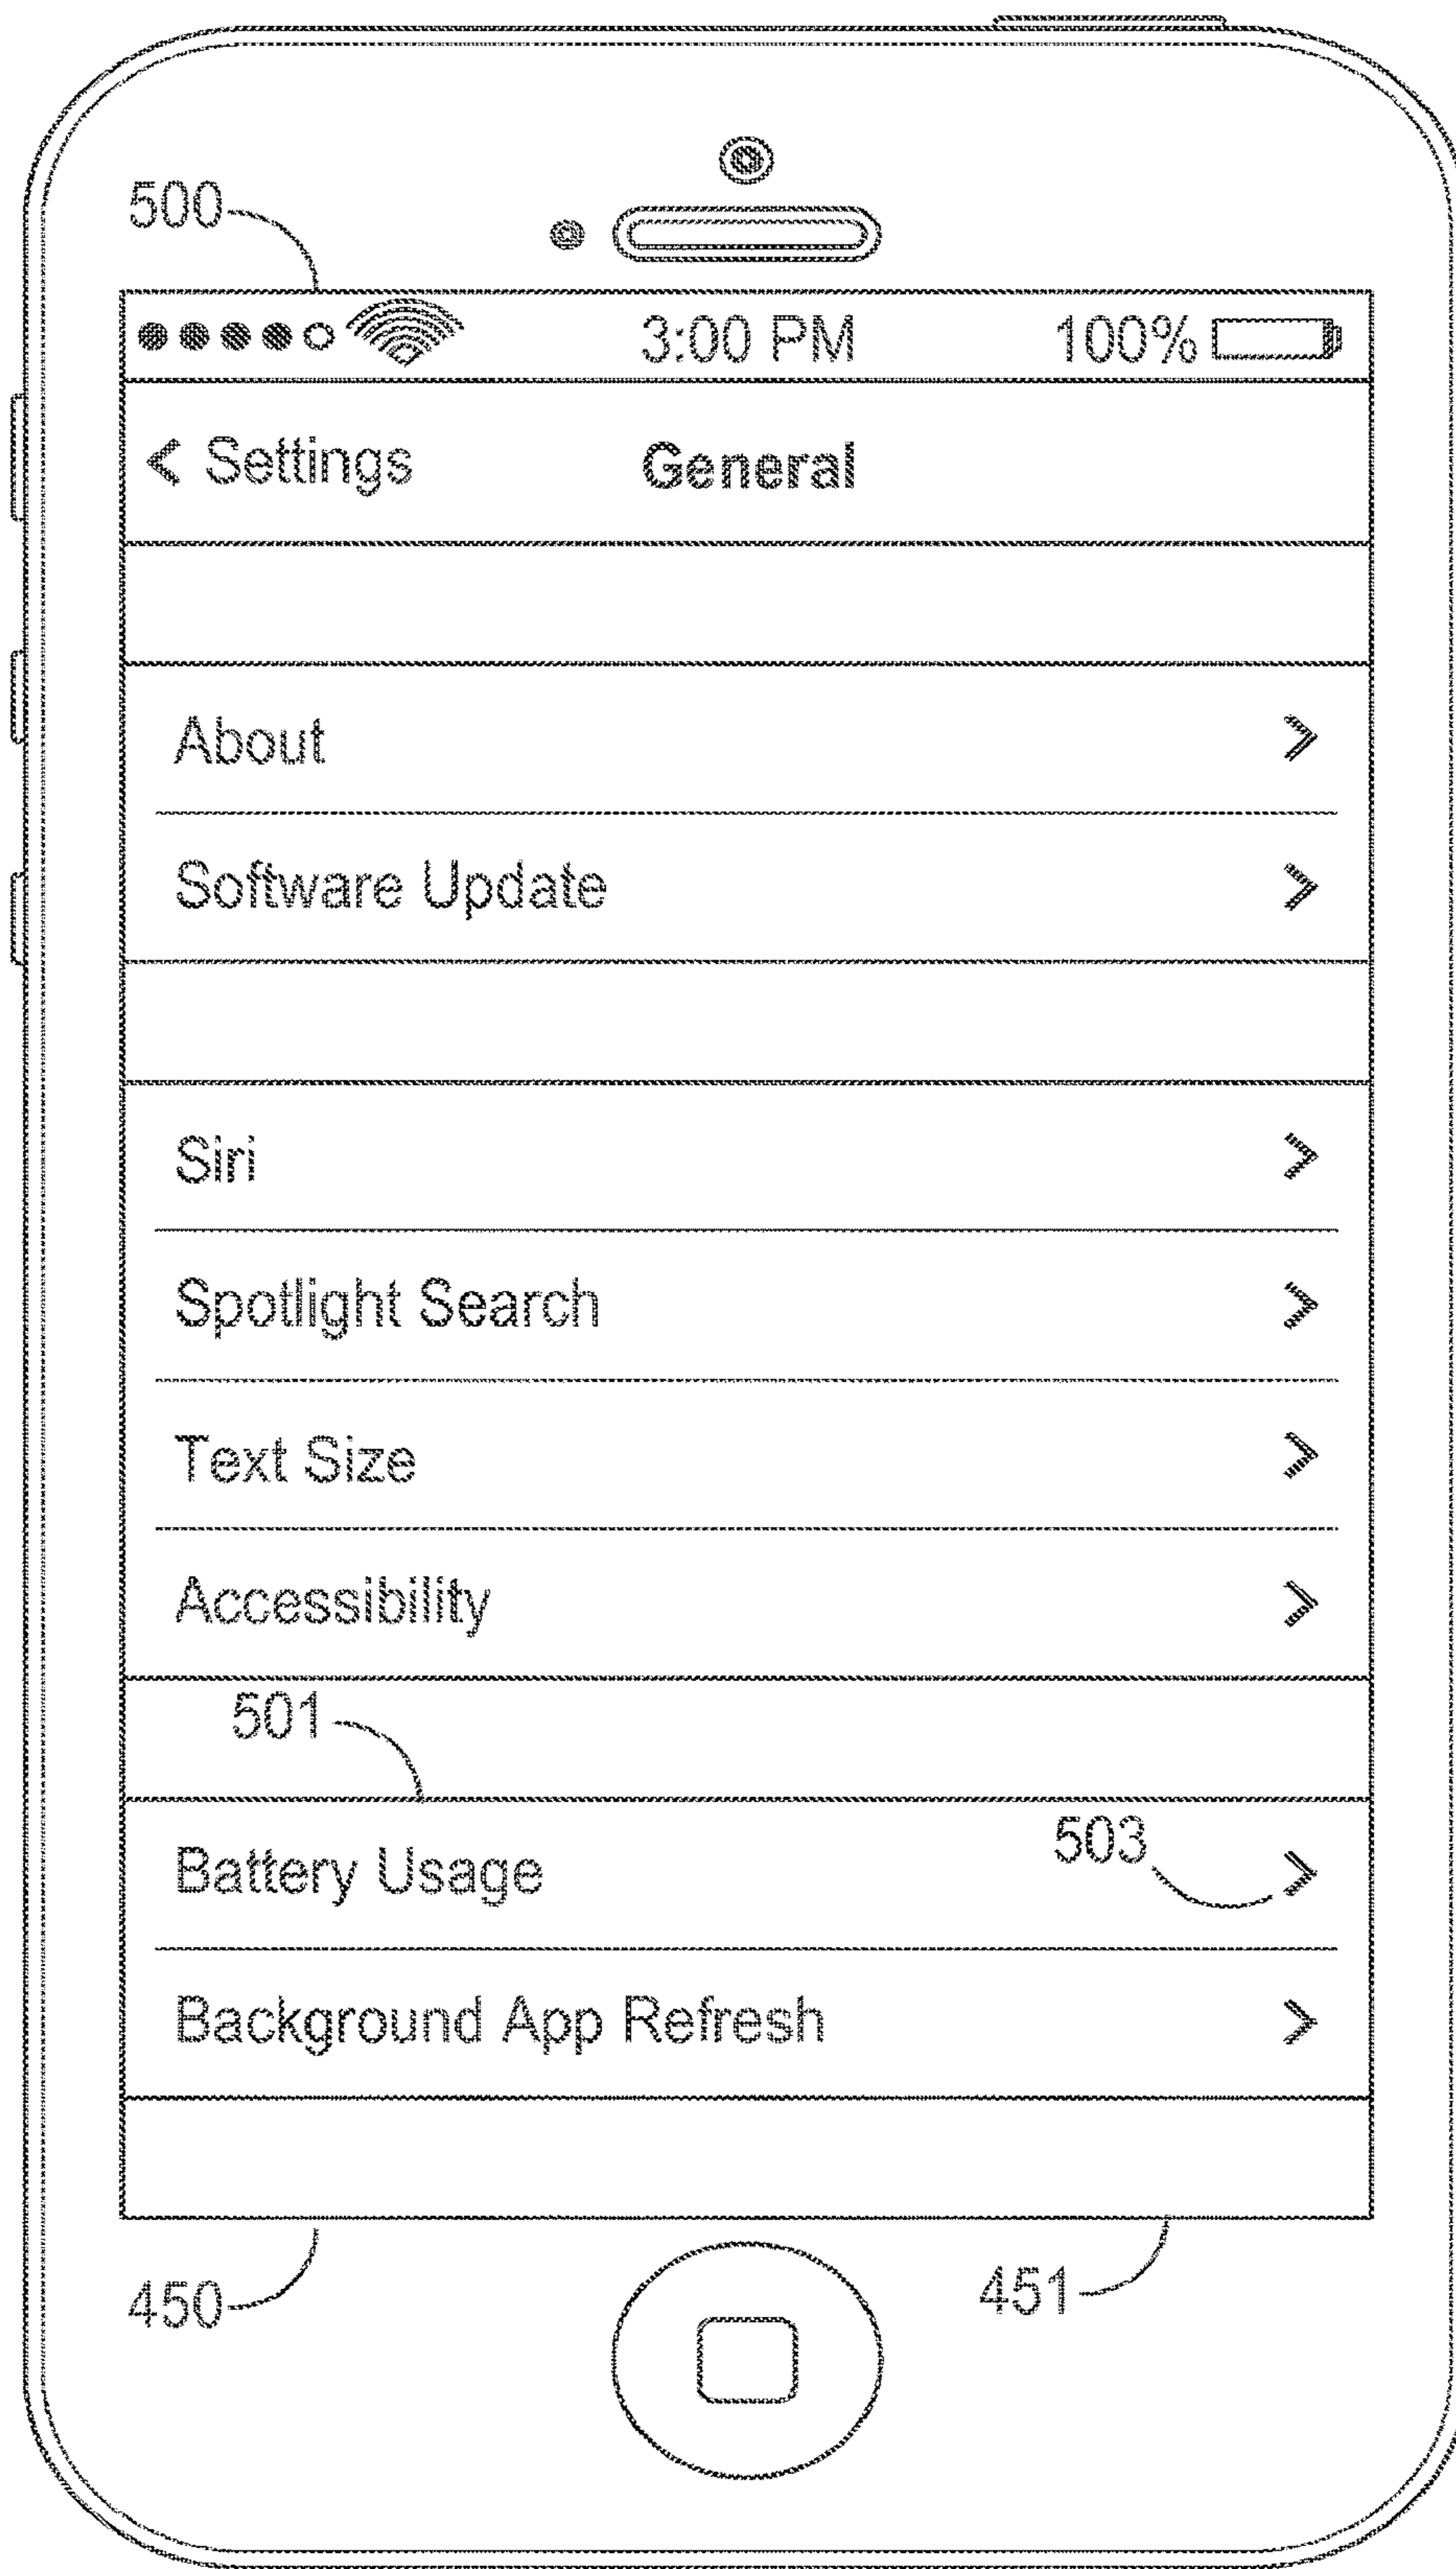 500
3:00 PM 100%
< Settings General
About >
Software Update >
Siri >
Spotlight Search >
Text Size >
Accessibility >
501
503
Battery Usage >
Background App Refresh >
450 451